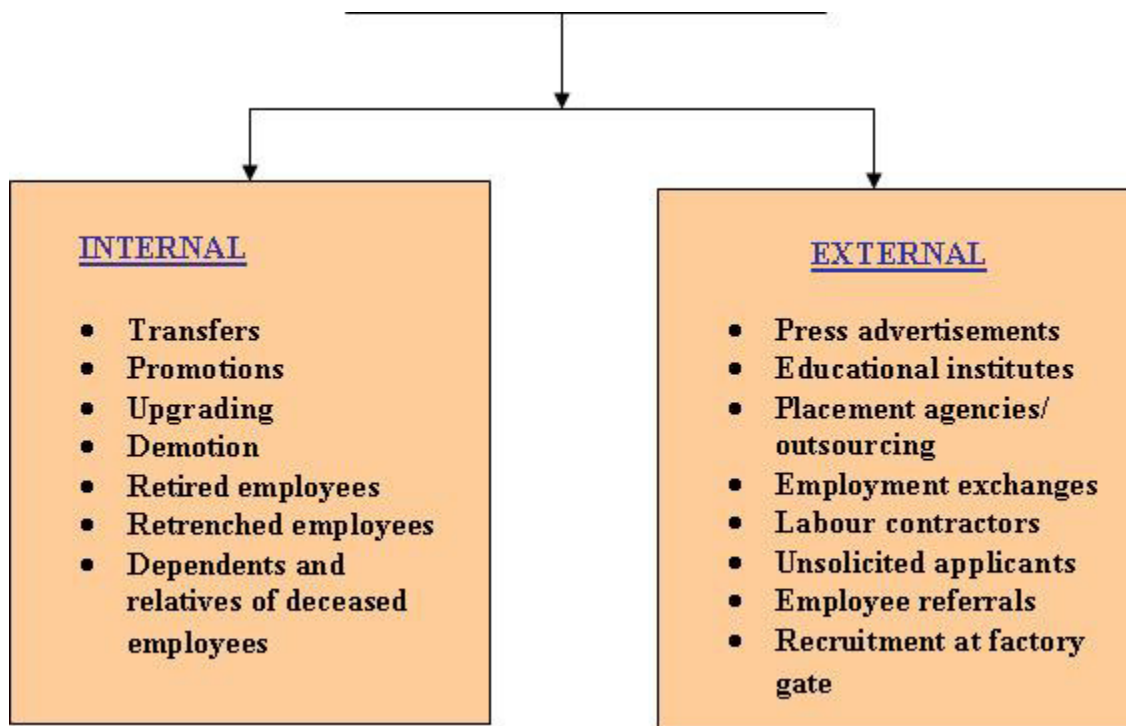 INTERNAL
• Transfers
• Promotions
• Upgrading
• Demotion
• Retired employees
• Retrenched employees
• Dependents and
relatives of deceased
employees
EXTERNAL
• Press advertisements
• Educational institutes
• Placement agencies/
outsourcing
• Employment exchanges
• Labour contractors
• Unsolicited applicants
• Employee referrals
• Recruitment at factory
gate